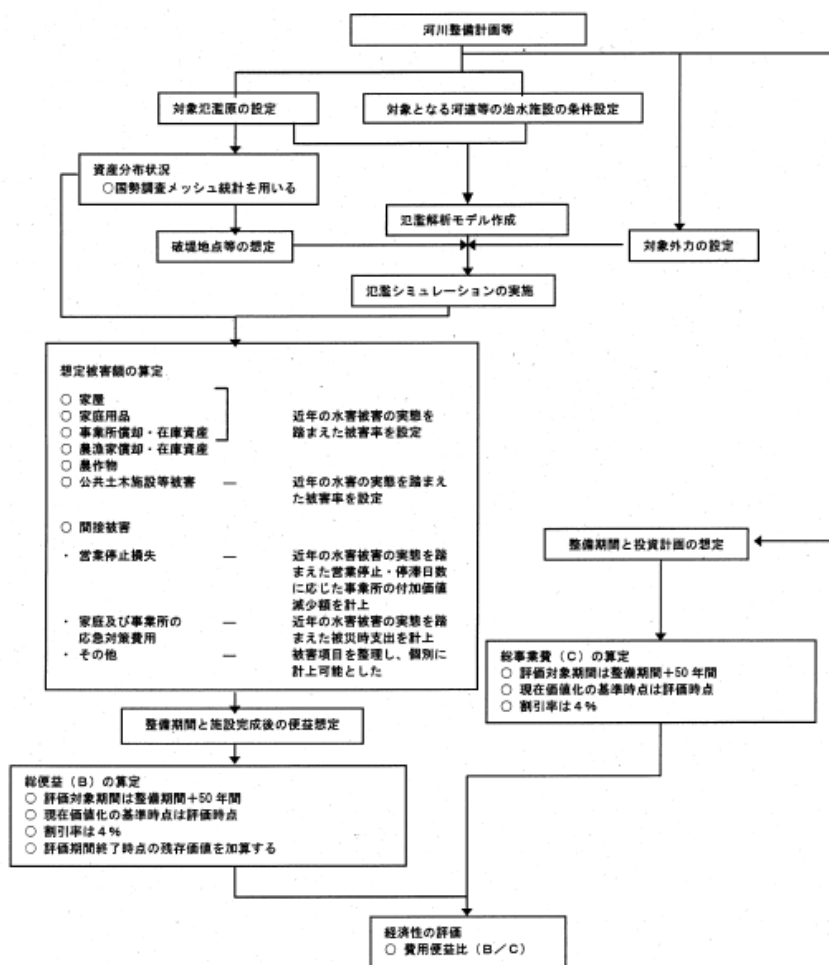 河川整備計画等
対象氾濫原の設定
対象となる河道等の治水施設の条件設定
資産分布状況
○国勢調査メッシュ統計を用いる
氾濫解析モデル作成
破堤地点等の想定
対象外力の設定
氾濫シミュレーションの実施
想定被害額の算定
○ 家屋
○ 家庭用品
○ 事業所償却・在庫資産
近年の水害被害の実態を
踏まえた被害率を設定
○ 農漁家償却・在庫資産
○ 農作物
○ 公共土木施設等被害 ― 近年の水害の実態を踏まえ
た被害率を設定
○ 間接被害
・ 営業停止損失 ― 近年の水害被害の実態を踏
まえた営業停止・停滞日数
に応じた事業所の付加価値
減少額を計上
・ 家庭及び事業所の ― 近年の水害被害の実態を踏
応急対策費用 まえた被災時支出を計上
・ その他 ― 被害項目を整理し、個別に
計上可能とした
整備期間と投資計画の想定
総事業費（C）の算定
○ 評価対象期間は整備期間＋50年間
○ 現在価値化の基準時点は評価時点
○ 割引率は4％
整備期間と施設完成後の便益想定
総便益（B）の算定
○ 評価対象期間は整備期間＋50年間
○ 現在価値化の基準時点は評価時点
○ 割引率は4％
○ 評価期間終了時点の残存価値を加算する
経済性の評価
○ 費用便益比（B／C）